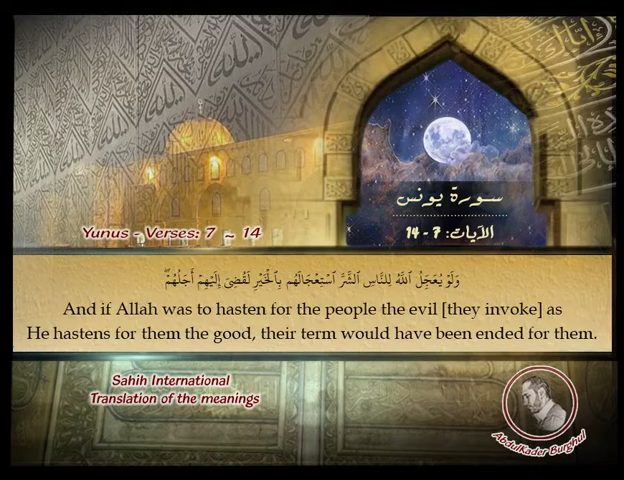 سورة يونس
الآيات: 7 - 14
Yunus - Verses: 7 ~ 14
وَلَوْ يُعَجِّلُ ٱللَّهُ لِلنَّاسِ ٱلشَّرَّ ٱسْتِعْجَالَهُم بِٱلْخَيْرِ لَقُضِىَ إِلَيْهِمْ أَجَلُهُمْ ۖ
And if Allah was to hasten for the people the evil [they invoke] as
He hastens for them the good, their term would have been ended for them.
Sahih International
Translation of the meanings
AbdulKader Burghul